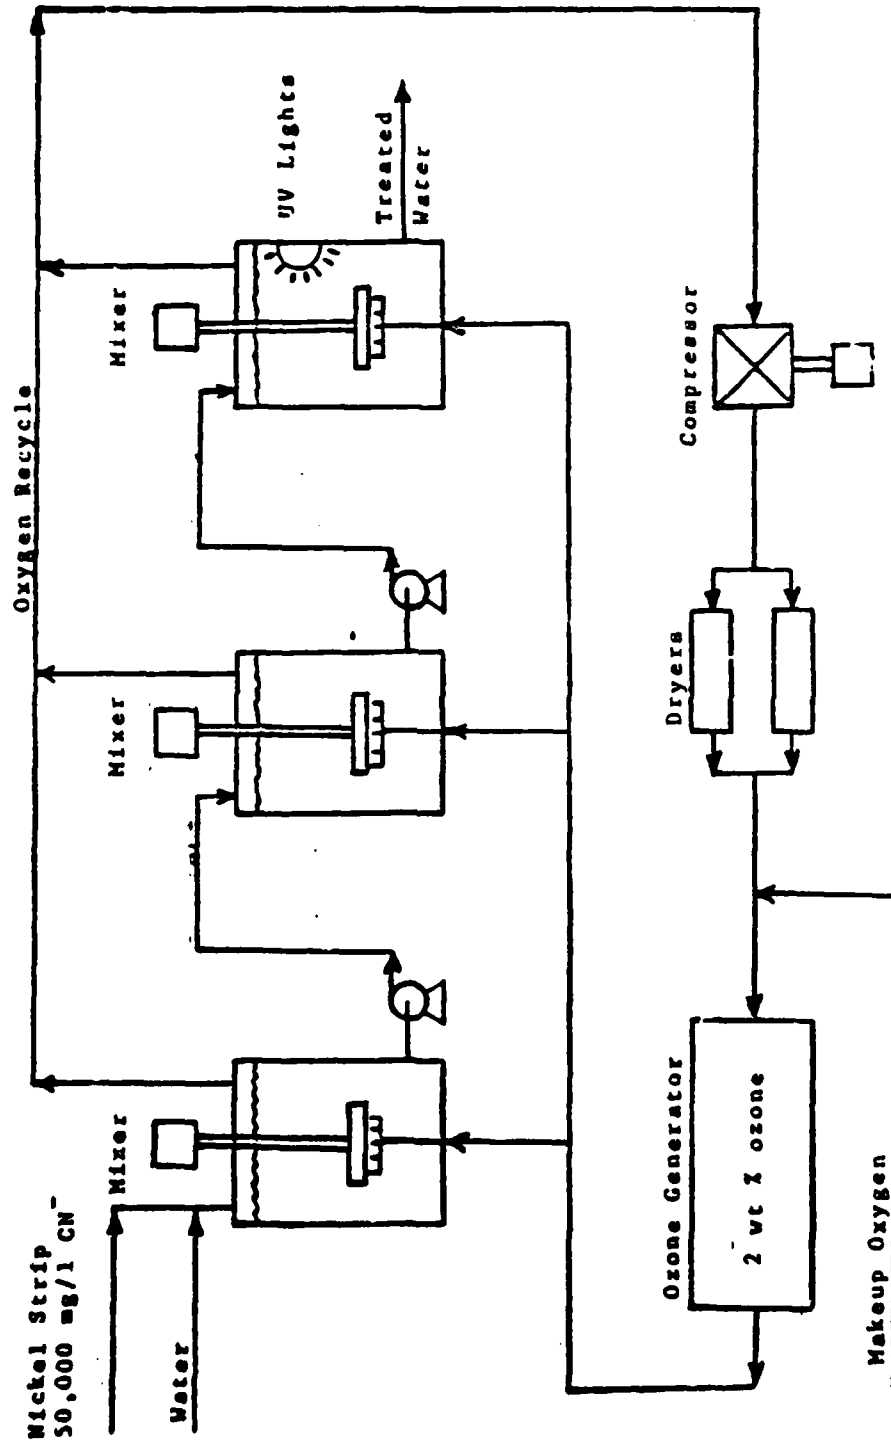 Oxygen Recycle
Nickel Strip
50,000 mg/l CN⁻
Water
Mixer
Mixer
Mixer
UV Lights
Treated
Water
Ozone Generator
2 wt % ozone
Makeup Oxygen
Dryers
Compressor